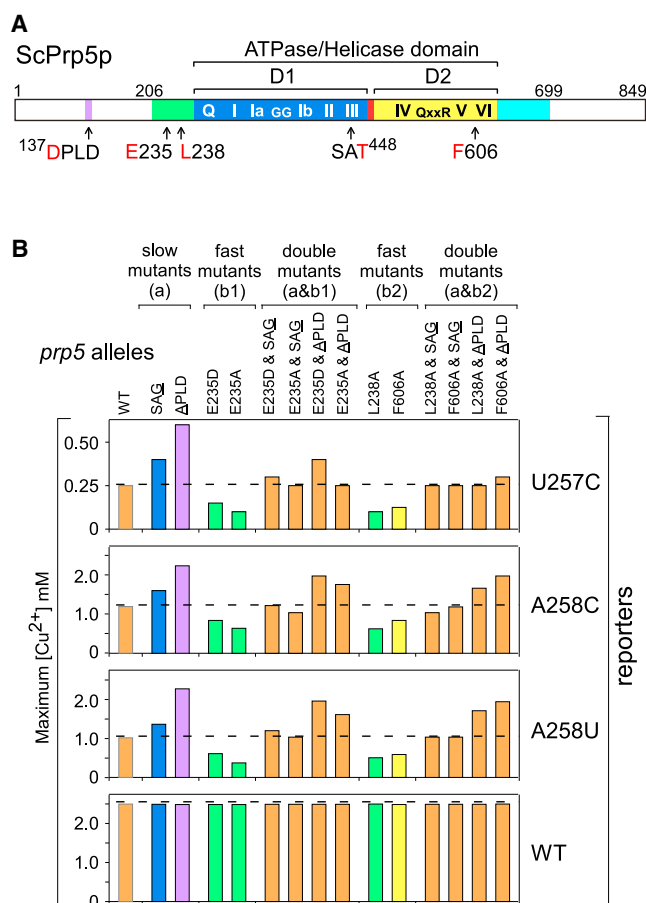 A
ScPrp5p
ATPase/Helicase domain
D1 D2
1 206 699 849
Q I Ia GG Ib II III IV QxxR V VI
137DPLD E235 L238 SAT448 F606
B
slow mutants (a)
fast mutants (b1)
double mutants (a&b1)
fast mutants (b2)
double mutants (a&b2)
prp5 alleles
WT
SAG
ΔPLD
E235D
E235A
E235D & SAG
E235A & SAG
E235D & ΔPLD
E235A & ΔPLD
L238A
F606A
L238A & SAG
F606A & SAG
L238A & ΔPLD
F606A & ΔPLD
Maximum [Cu2+] mM
0.50
0.25
0
U257C
2.0
1.0
0
A258C
2.0
1.0
0
A258U
2.0
1.0
0
WT
reporters